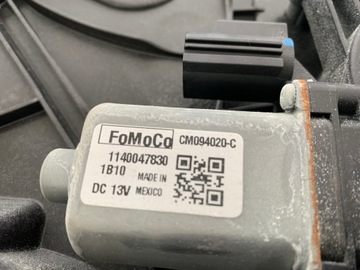 FoMoCo CM094020-C
1140047830
1B10 MADE IN
DC 13V MEXICO